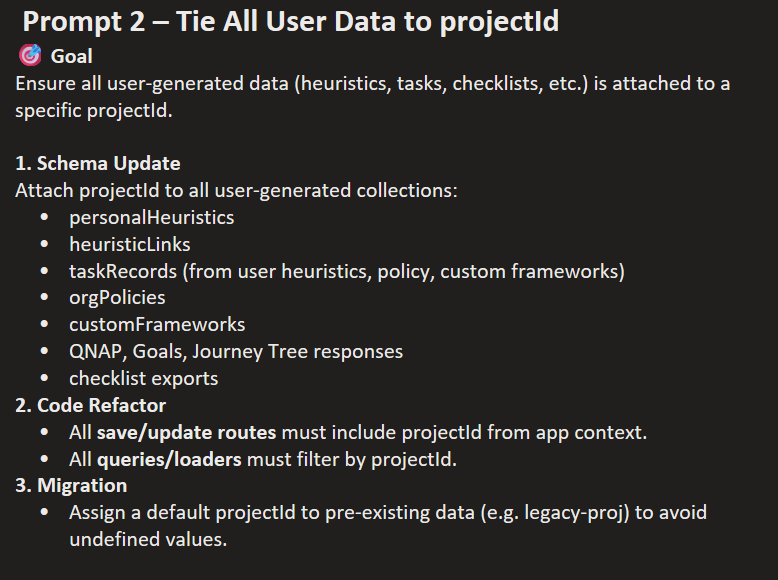 Prompt 2 – Tie All User Data to projectId
🎯 Goal
Ensure all user-generated data (heuristics, tasks, checklists, etc.) is attached to a
specific projectId.
1. Schema Update
Attach projectId to all user-generated collections:
• personalHeuristics
• heuristicLinks
• taskRecords (from user heuristics, policy, custom frameworks)
• orgPolicies
• customFrameworks
• QNAP, Goals, Journey Tree responses
• checklist exports
2. Code Refactor
• All save/update routes must include projectId from app context.
• All queries/loaders must filter by projectId.
3. Migration
• Assign a default projectId to pre-existing data (e.g. legacy-proj) to avoid
undefined values.